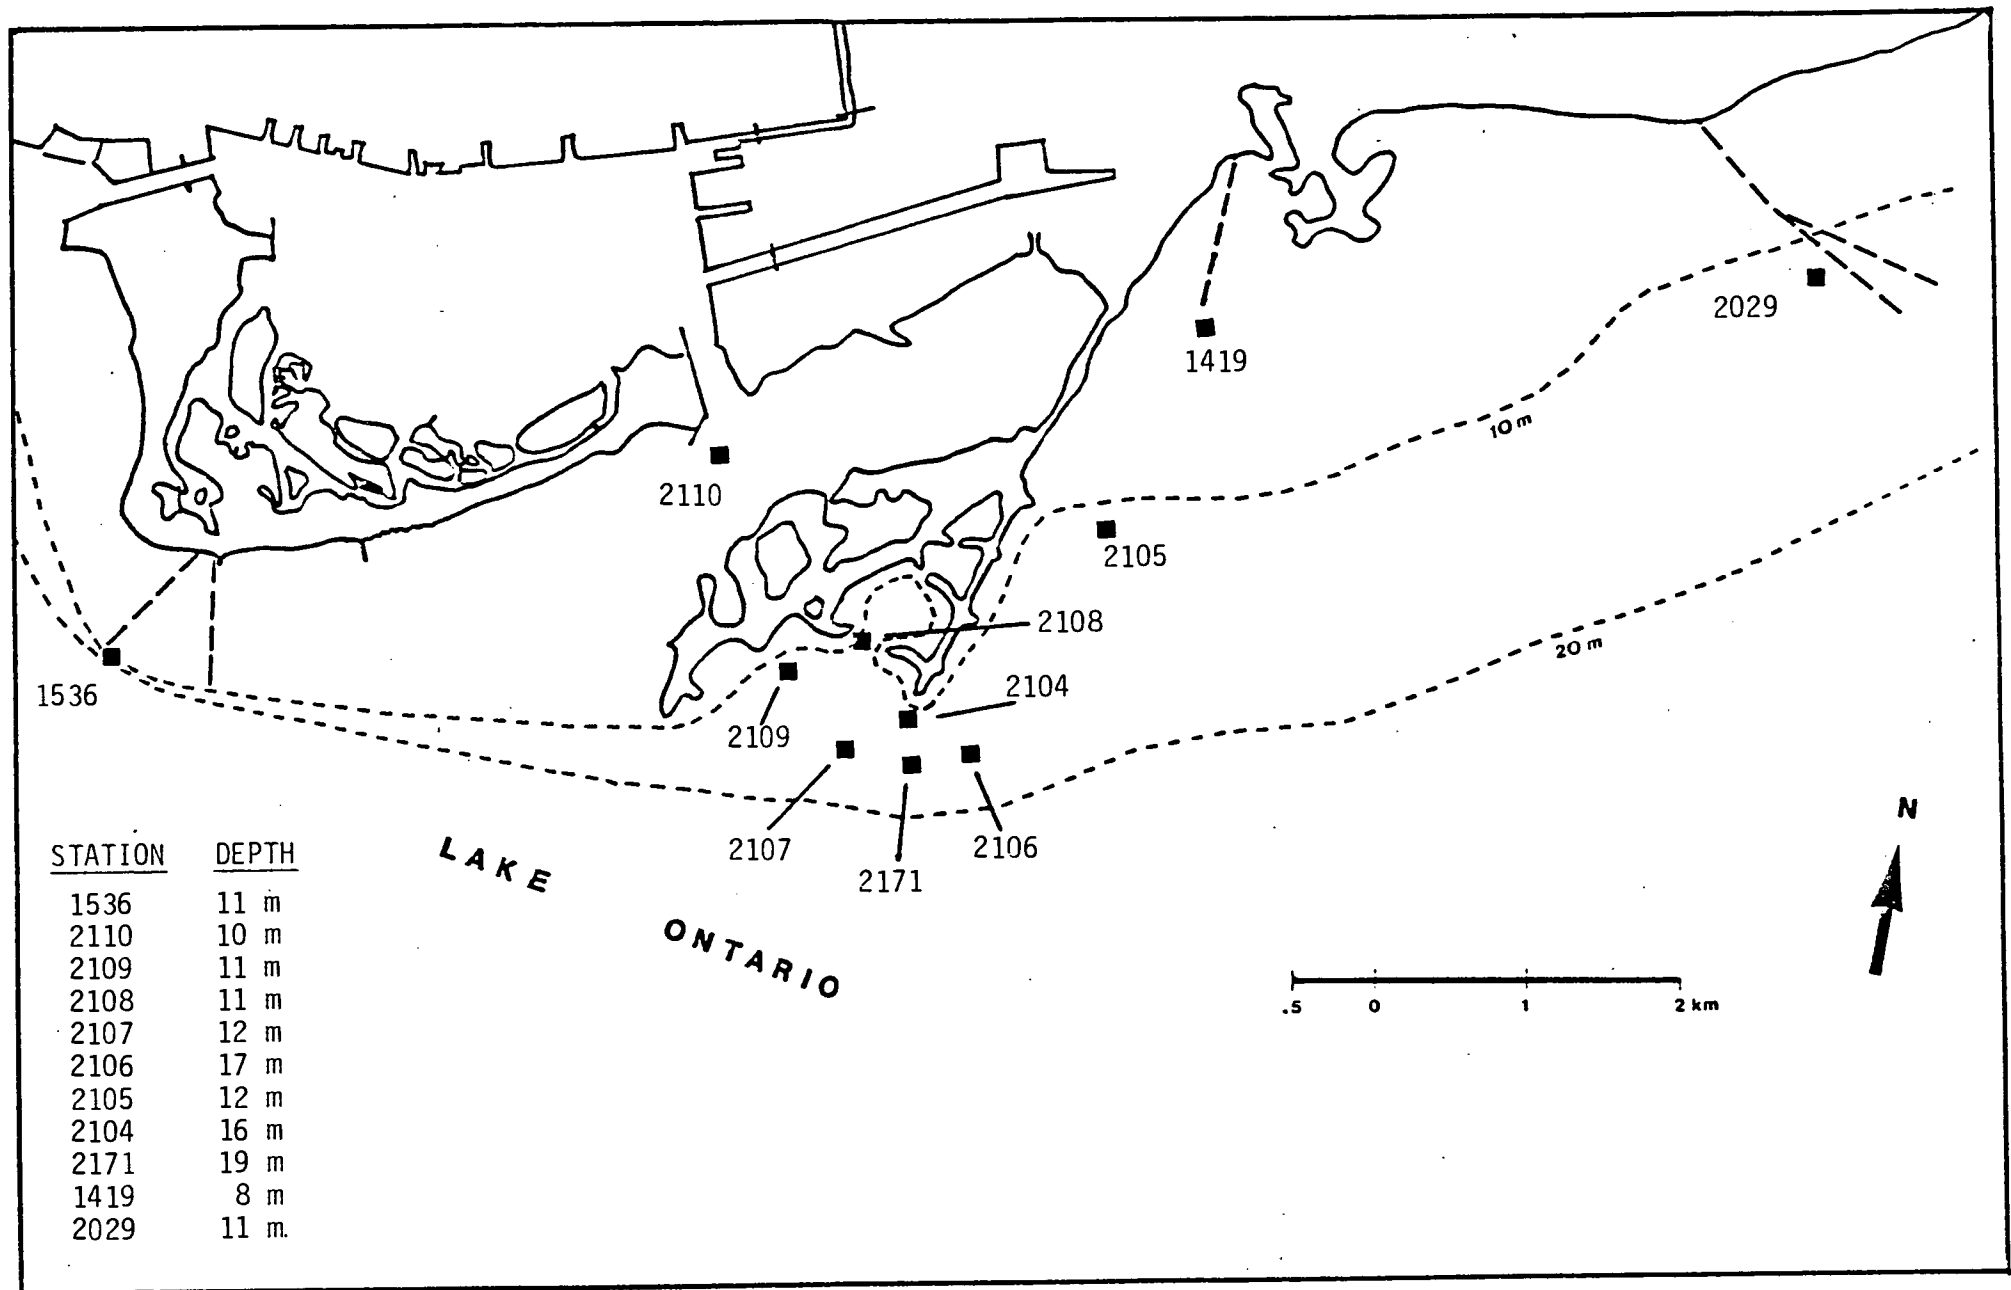 2029
1419
10 m
2110
2105
2108
20 m
1536
2104
2109
2107
2106
2171
N
LAKE
ONTARIO
.5 0 1 2 km
STATION DEPTH
1536 11 m
2110 10 m
2109 11 m
2108 11 m
2107 12 m
2106 17 m
2105 12 m
2104 16 m
2171 19 m
1419 8 m
2029 11 m.